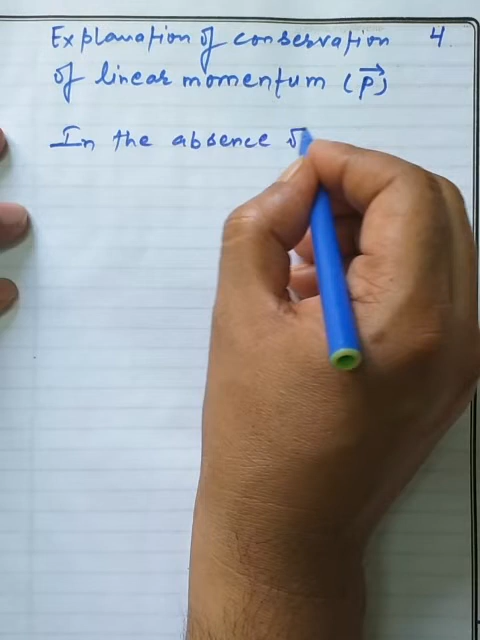 Explanation of conservation 4
of linear momentum (p⃗)
In the absence